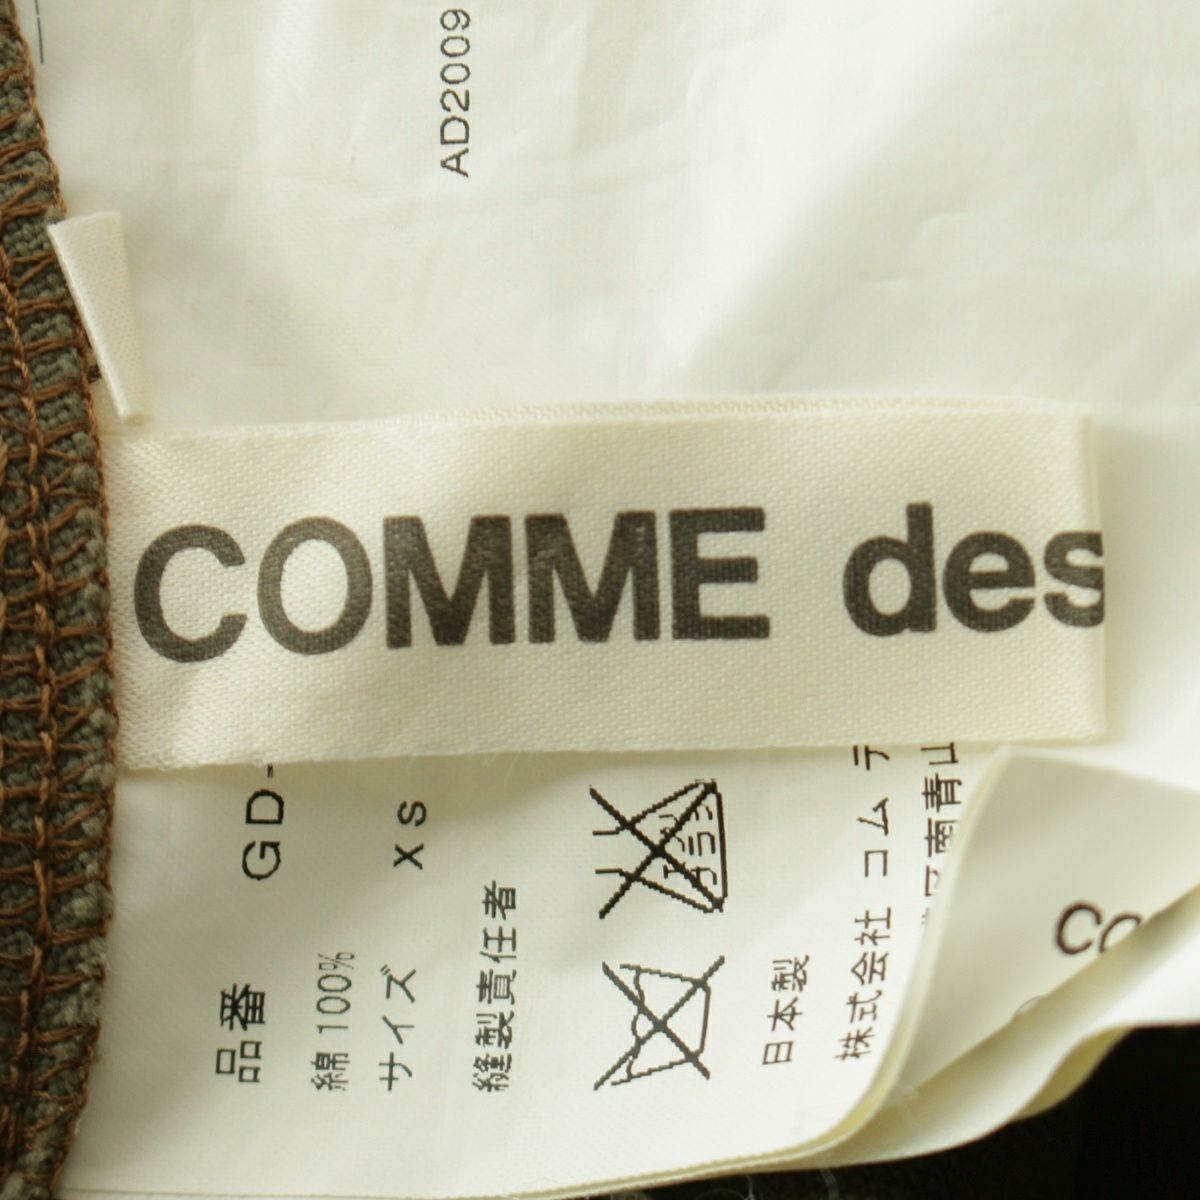 AD2009
COMME des
品番 GD-
綿 100%
サイズ XS
縫製責任者
日本製
株式会社 コム デ
南青山
CO